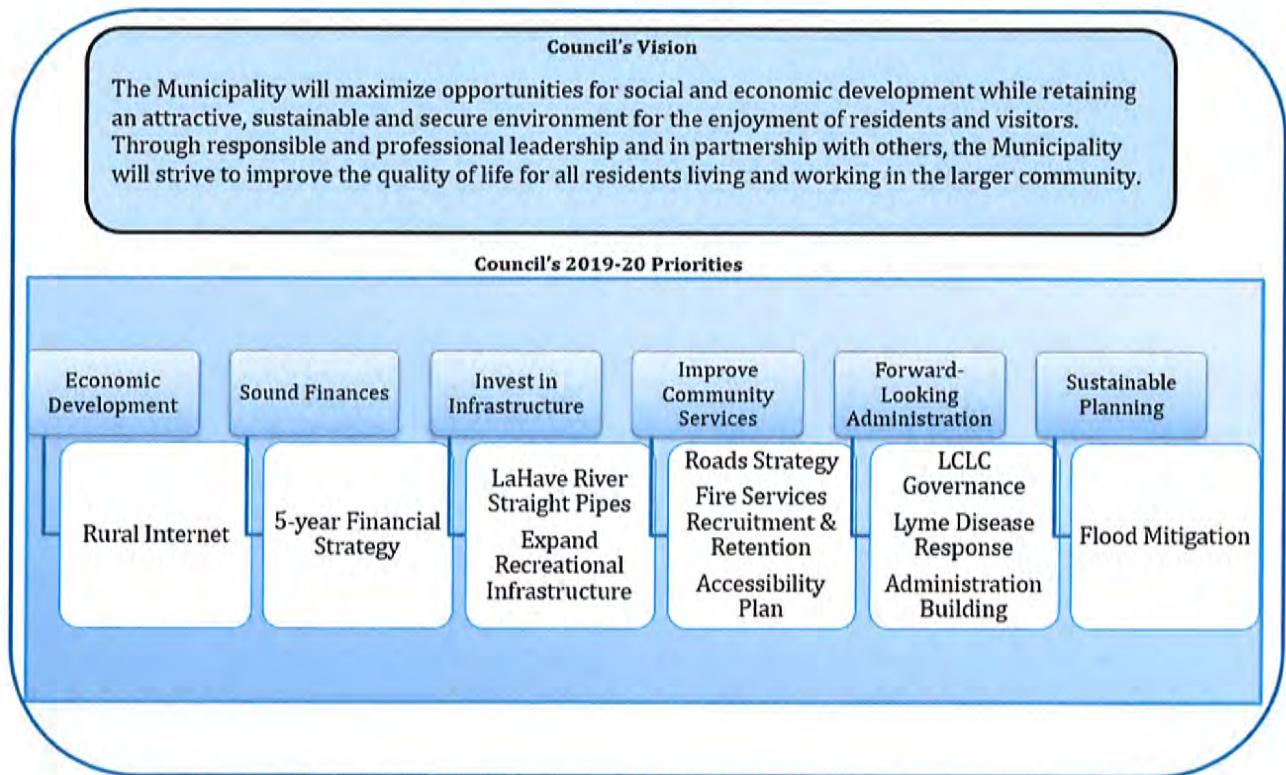 Council's Vision
The Municipality will maximize opportunities for social and economic development while retaining
an attractive, sustainable and secure environment for the enjoyment of residents and visitors.
Through responsible and professional leadership and in partnership with others, the Municipality
will strive to improve the quality of life for all residents living and working in the larger community.
Council's 2019-20 Priorities
Economic
Development
Rural Internet
Sound Finances
5-year Financial
Strategy
Invest in
Infrastructure
LaHave River
Straight Pipes
Expand
Recreational
Infrastructure
Improve
Community
Services
Roads Strategy
Fire Services
Recruitment &
Retention
Accessibility
Plan
Forward-
Looking
Administration
LCLC
Governance
Lyme Disease
Response
Administration
Building
Sustainable
Planning
Flood Mitigation